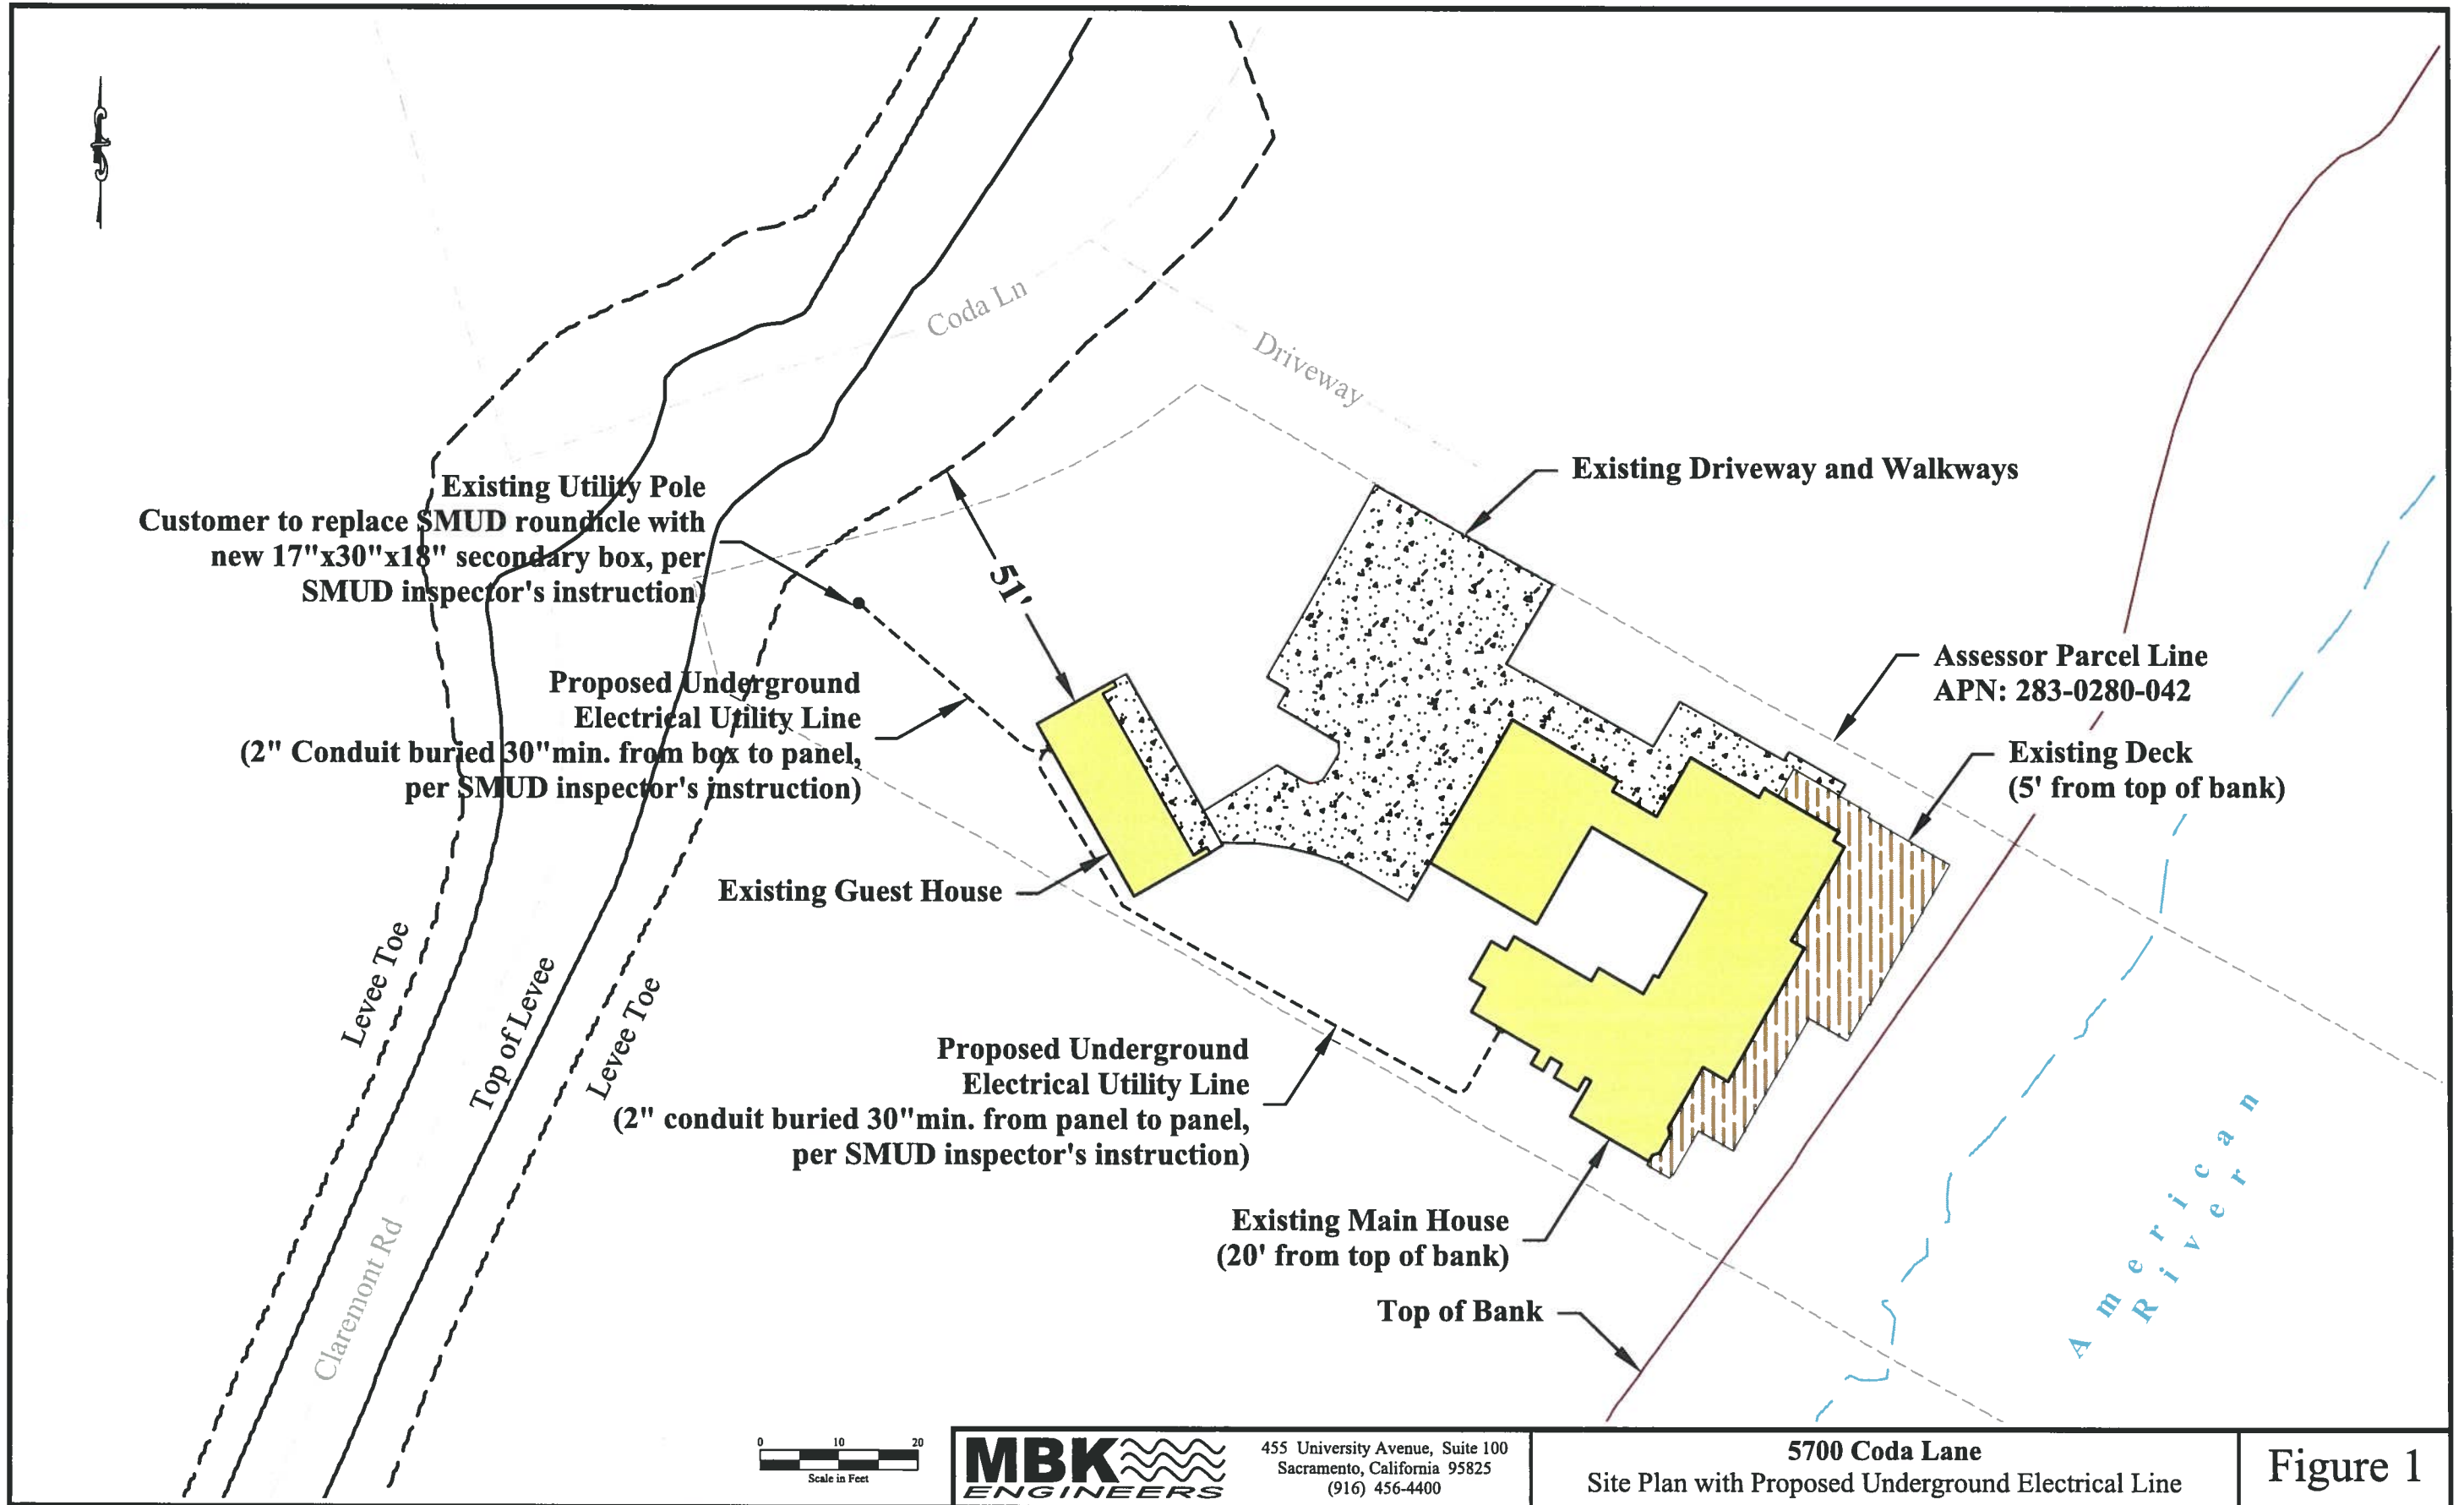 Coda Ln
Driveway
Existing Utility Pole
Customer to replace SMUD roundicle with
new 17"x30"x18" secondary box, per
SMUD inspector's instruction)
51'
Existing Driveway and Walkways
Assessor Parcel Line
APN: 283-0280-042
Existing Deck
(5' from top of bank)
Proposed Underground
Electrical Utility Line
(2" Conduit buried 30"min. from box to panel,
per SMUD inspector's instruction)
Existing Guest House
Levee Toe
Top of Levee
Levee Toe
Proposed Underground
Electrical Utility Line
(2" conduit buried 30"min. from panel to panel,
per SMUD inspector's instruction)
Existing Main House
(20' from top of bank)
Top of Bank
American
River
Claremont Rd
0 10 20
Scale in Feet
MBK
ENGINEERS
455 University Avenue, Suite 100
Sacramento, California 95825
(916) 456-4400
5700 Coda Lane
Site Plan with Proposed Underground Electrical Line
Figure 1